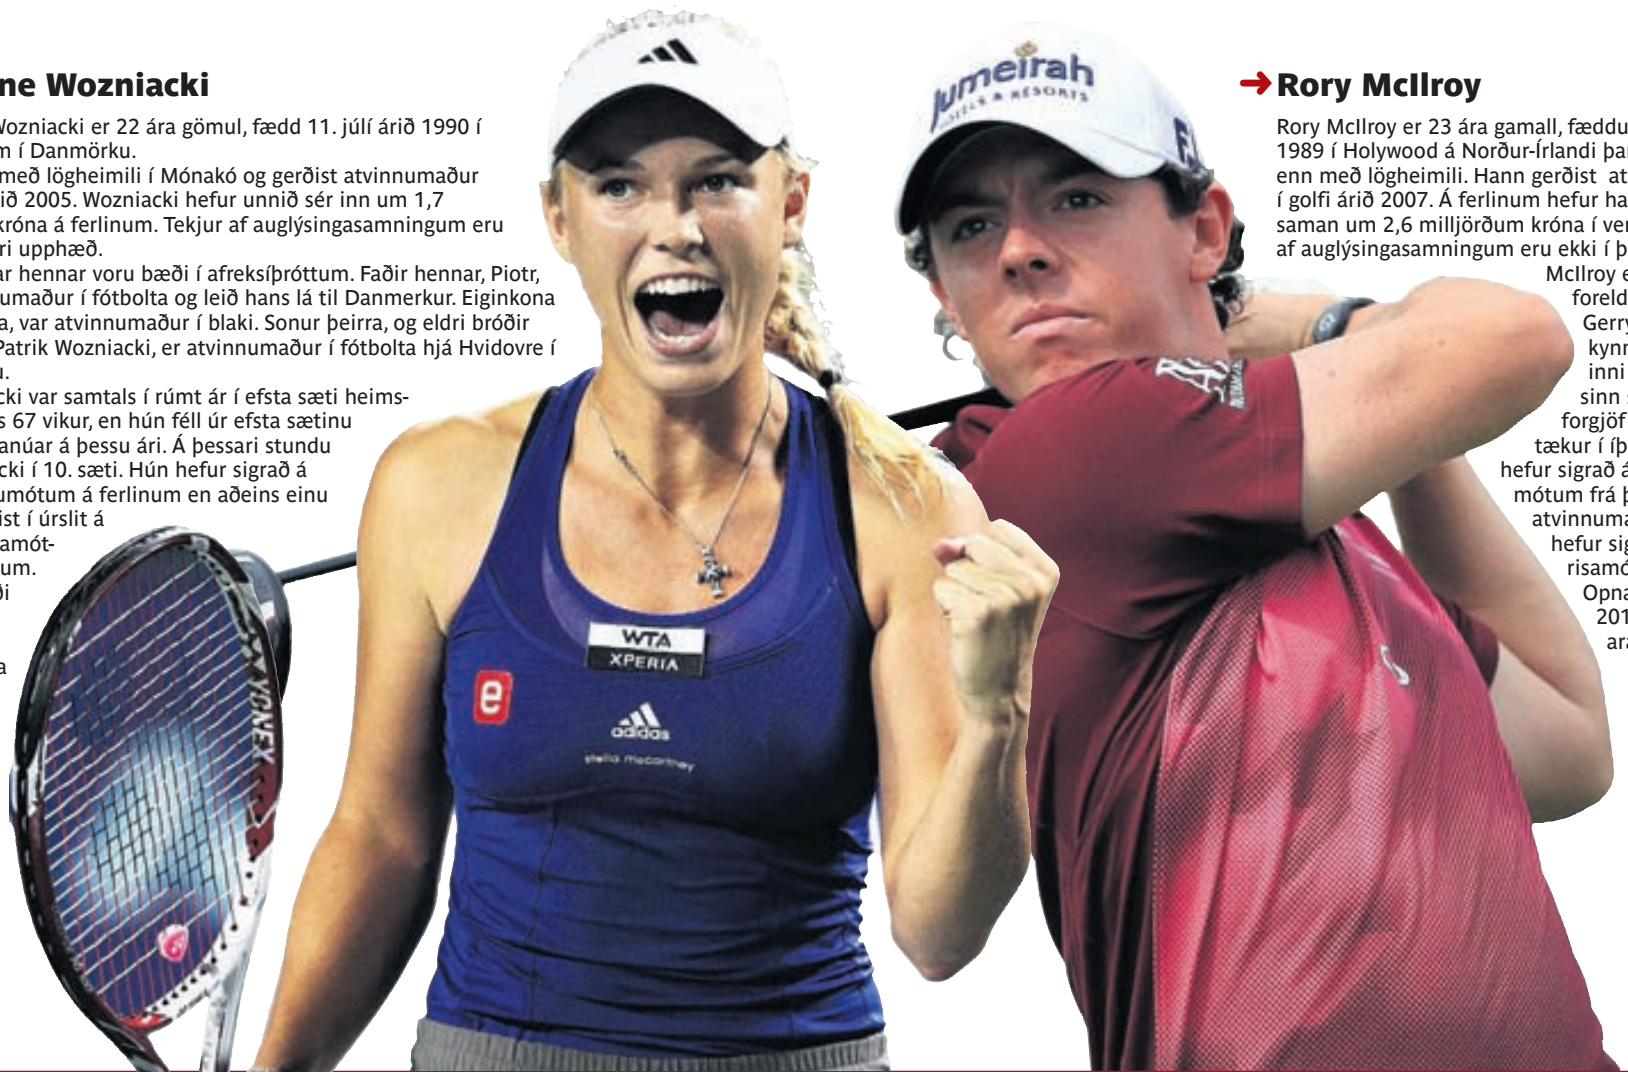 ne Wozniacki
Wozniacki er 22 ára gömul, fædd 11. júlí árið 1990 í
m í Danmörku.
með lögheimili í Mónakó og gerðist atvinnumaður
ið 2005. Wozniacki hefur unnið sér inn um 1,7
króna á ferlinum. Tekjur af auglýsingasamningum eru
ri upphæð.
ar hennar voru bæði í afreksíþróttum. Faðir hennar, Piotr,
umaður í fótbolta og leið hans lá til Danmerkur. Eiginkona
a, var atvinnumaður í blaki. Sonur þeirra, og eldri bróðir
Patrik Wozniacki, er atvinnumaður í fótbolta hjá Hvidovre í
u.
cki var samtals í rúmt ár í efsta sæti heims-
s 67 vikur, en hún féll úr efsta sætinu
anúar á þessu ári. Á þessari stundu
cki í 10. sæti. Hún hefur sigrað á
umótum á ferlinum en aðeins einu
ist í úrslit á
amót-
um.
ði
a
→ Rory McIlroy
Rory McIlroy er 23 ára gamall, fæddu
1989 í Holywood á Norður-Írlandi þar
enn með lögheimili. Hann gerðist at
í golfi árið 2007. Á ferlinum hefur ha
saman um 2,6 milljörðum króna í ver
af auglýsingasamningum eru ekki í þ
McIlroy e
foreld
Gerry
kynn
inni
sinn s
forgjöf
tækur í íþ
hefur sigrað á
mótum frá þ
atvinnuma
hefur sig
risamó
Opna
201
ara
Jumeirah
HOTELS & RESORTS
WTA
XPERIA
e
adidas
stella mccartney
YONEX